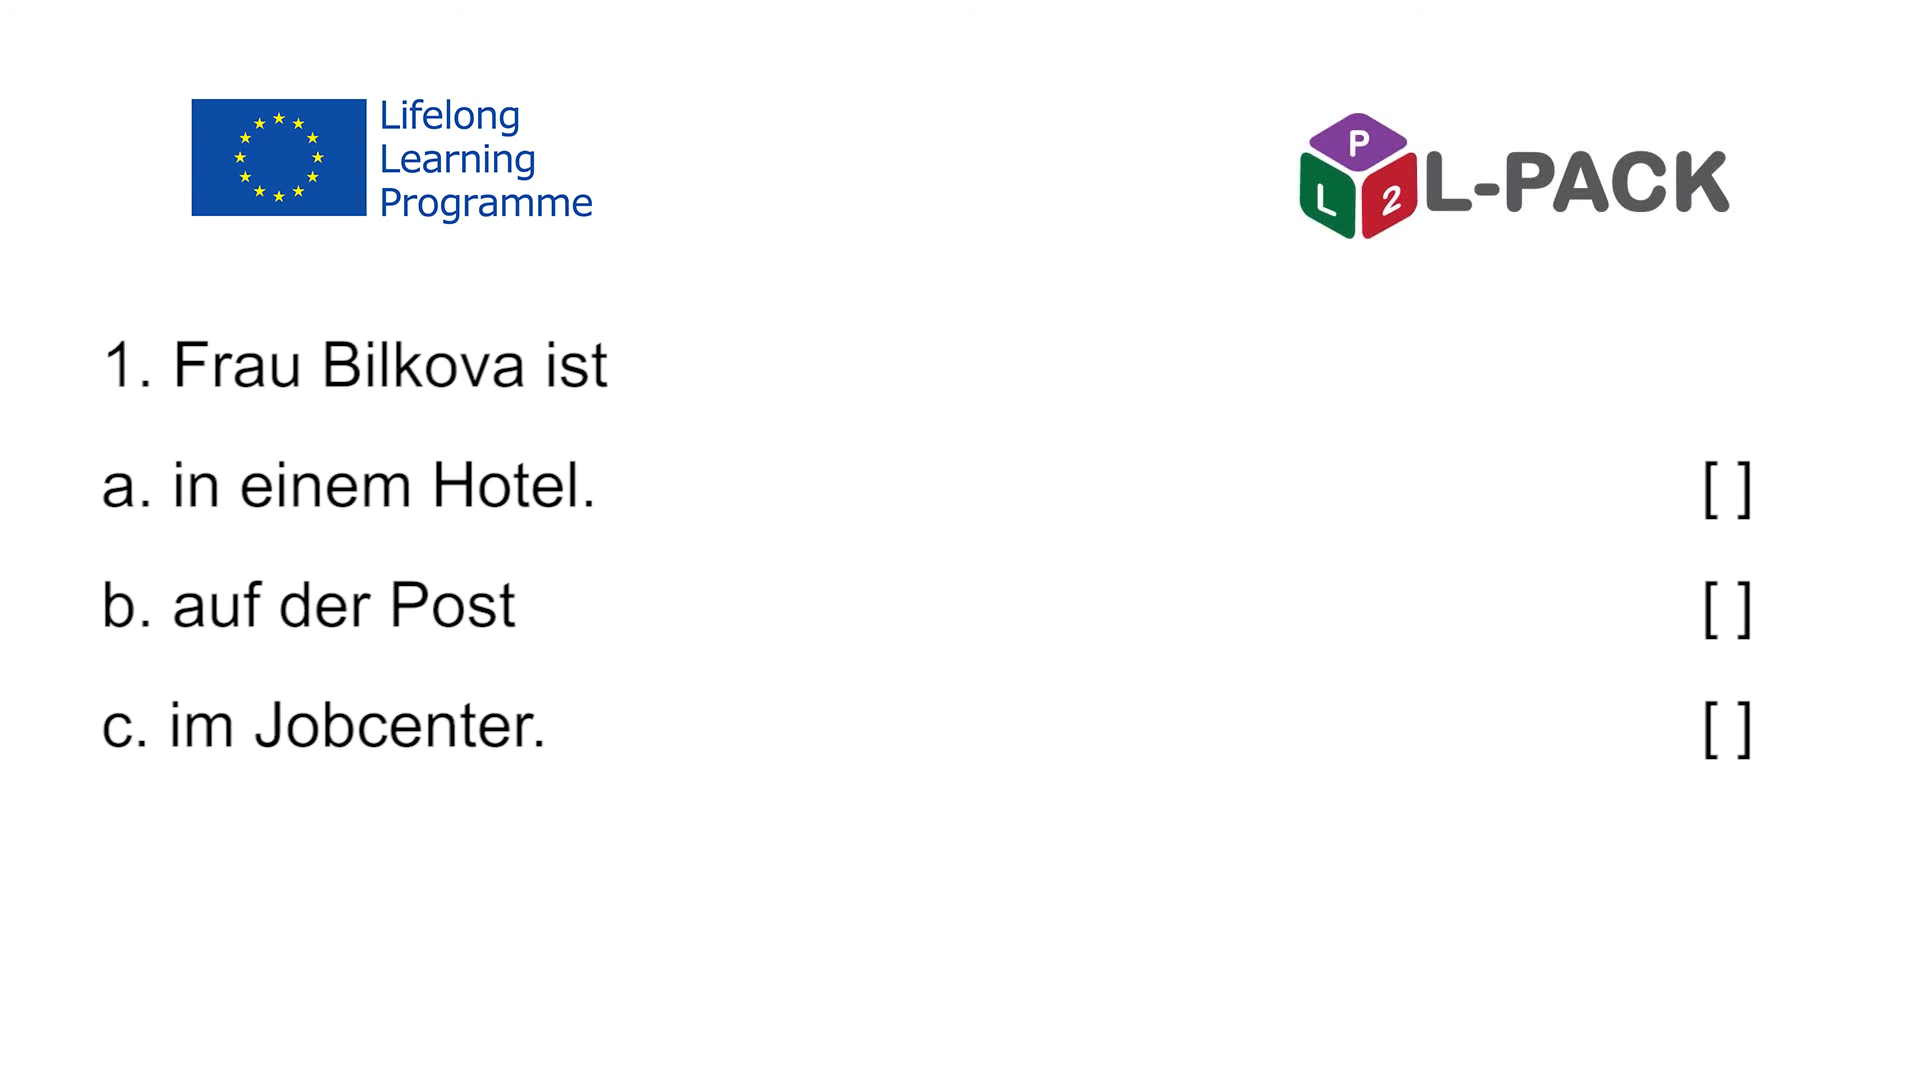 Lifelong
Learning
Programme
P
L
2
L-PACK
1. Frau Bilkova ist
a. in einem Hotel. [ ]
b. auf der Post [ ]
c. im Jobcenter. [ ]